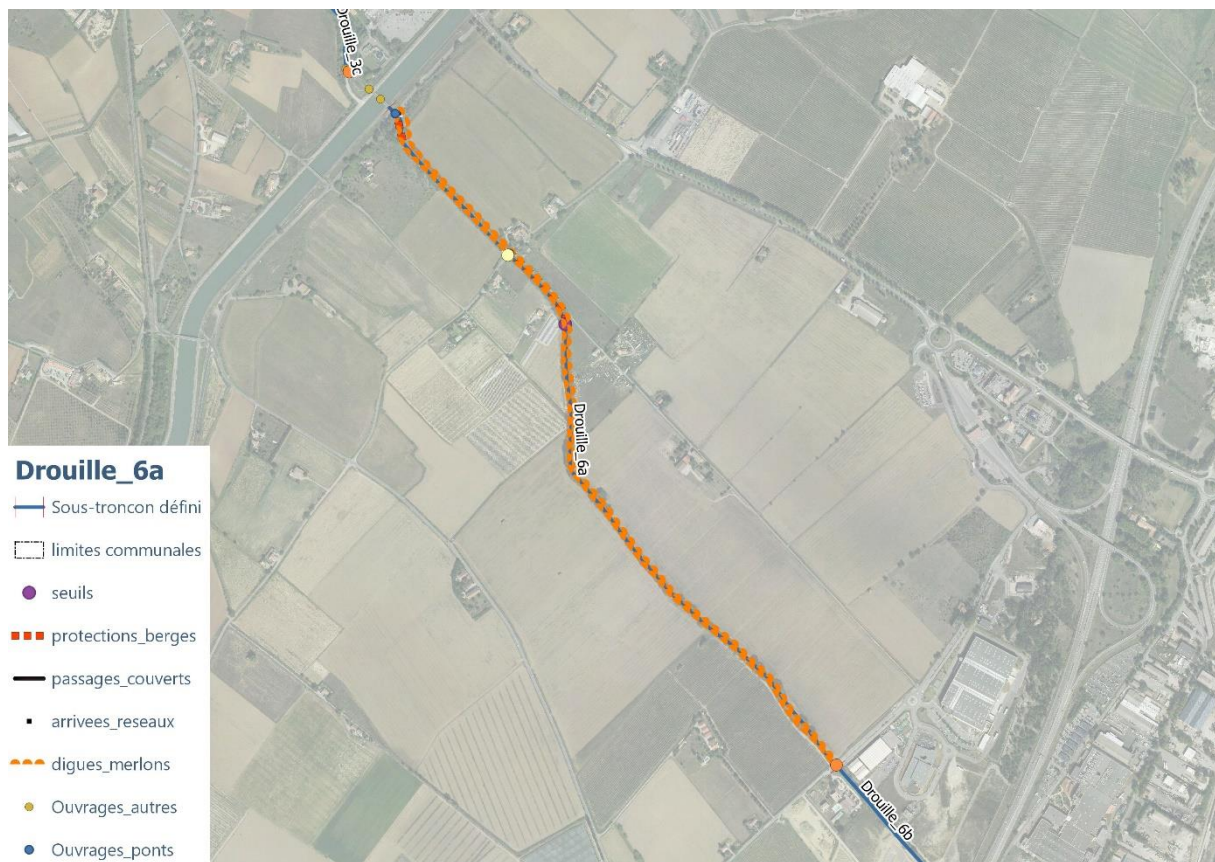 Drouille_3c
Drouille_6a
Drouille_6b
Drouille_6a
Sous-troncon défini
limites communales
seuils
protections_berges
passages_couverts
arrivees_reseaux
digues_merlons
Ouvrages_autres
Ouvrages_ponts